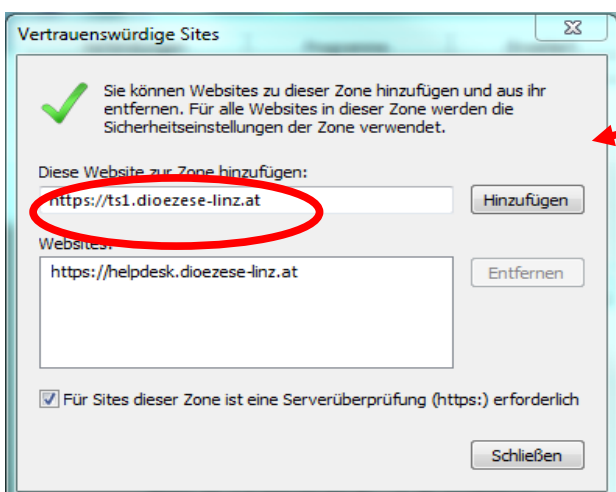 Vertrauenswürdige Sites
Sie können Websites zu dieser Zone hinzufügen und aus ihr
entfernen. Für alle Websites in dieser Zone werden die
Sicherheitseinstellungen der Zone verwendet.
Diese Website zur Zone hinzufügen:
https://ts1.dioezese-linz.at
Hinzufügen
Websites:
https://helpdesk.dioezese-linz.at
Entfernen
Für Sites dieser Zone ist eine Serverüberprüfung (https:) erforderlich
Schließen